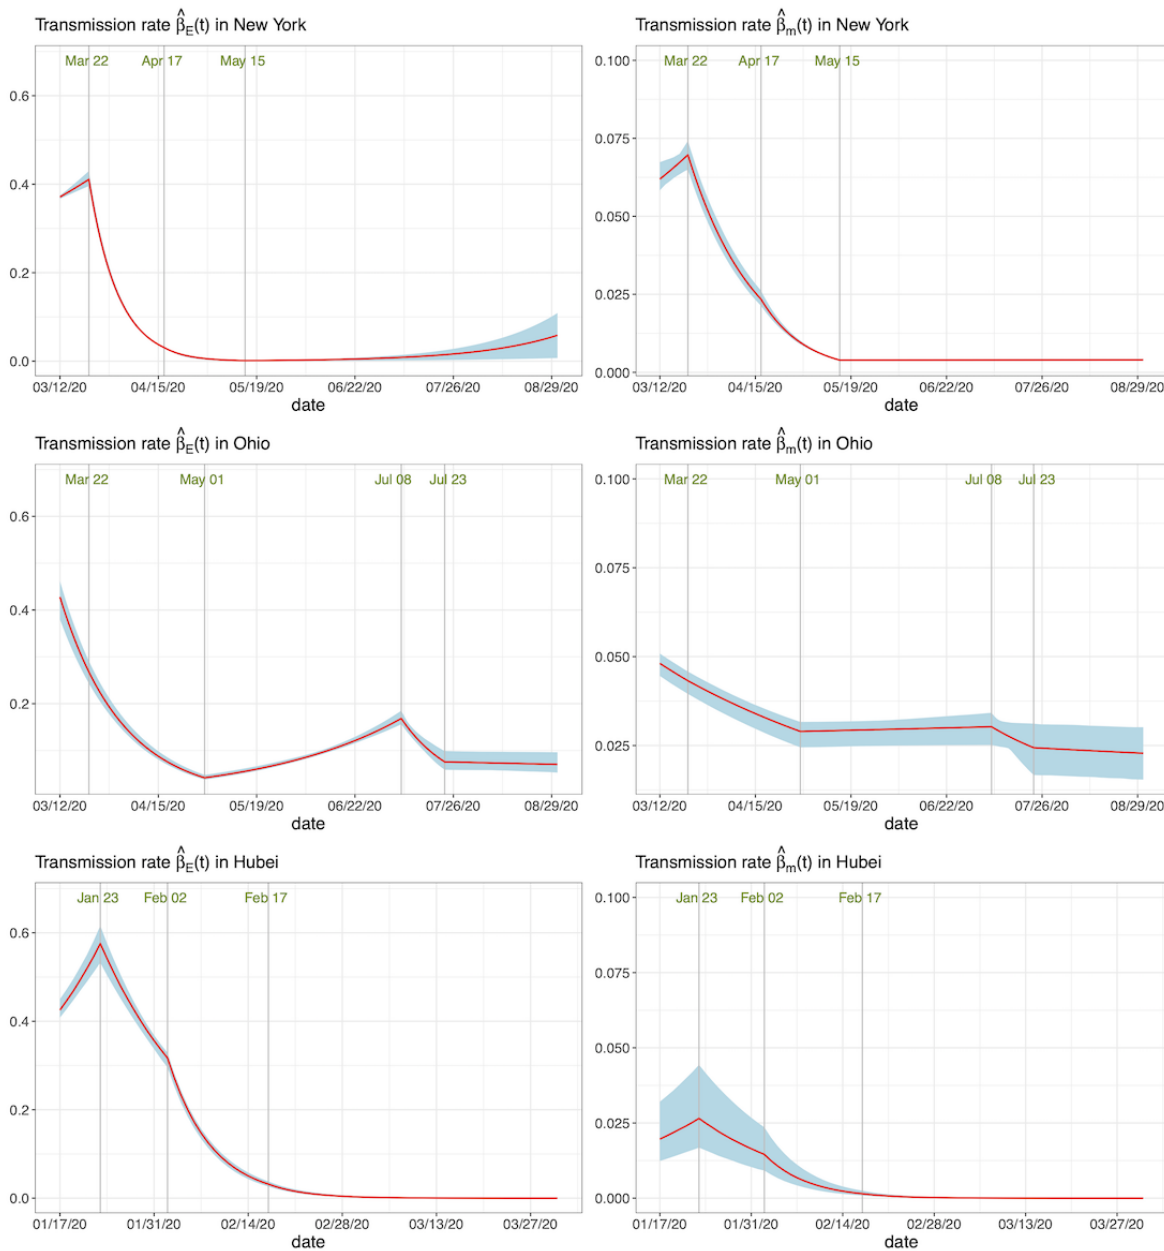 Transmission rate β̂E(t) in New York
Mar 22 Apr 17 May 15
0.6
0.4
0.2
0.0
03/12/20 04/15/20 05/19/20 06/22/20 07/26/20 08/29/20
date
Transmission rate β̂m(t) in New York
Mar 22 Apr 17 May 15
0.100
0.075
0.050
0.025
0.000
03/12/20 04/15/20 05/19/20 06/22/20 07/26/20 08/29/20
date
Transmission rate β̂E(t) in Ohio
Mar 22 May 01 Jul 08 Jul 23
0.6
0.4
0.2
03/12/20 04/15/20 05/19/20 06/22/20 07/26/20 08/29/20
date
Transmission rate β̂m(t) in Ohio
Mar 22 May 01 Jul 08 Jul 23
0.100
0.075
0.050
0.025
03/12/20 04/15/20 05/19/20 06/22/20 07/26/20 08/29/20
date
Transmission rate β̂E(t) in Hubei
Jan 23 Feb 02 Feb 17
0.6
0.4
0.2
0.0
01/17/20 01/31/20 02/14/20 02/28/20 03/13/20 03/27/20
date
Transmission rate β̂m(t) in Hubei
Jan 23 Feb 02 Feb 17
0.100
0.075
0.050
0.025
0.000
01/17/20 01/31/20 02/14/20 02/28/20 03/13/20 03/27/20
date